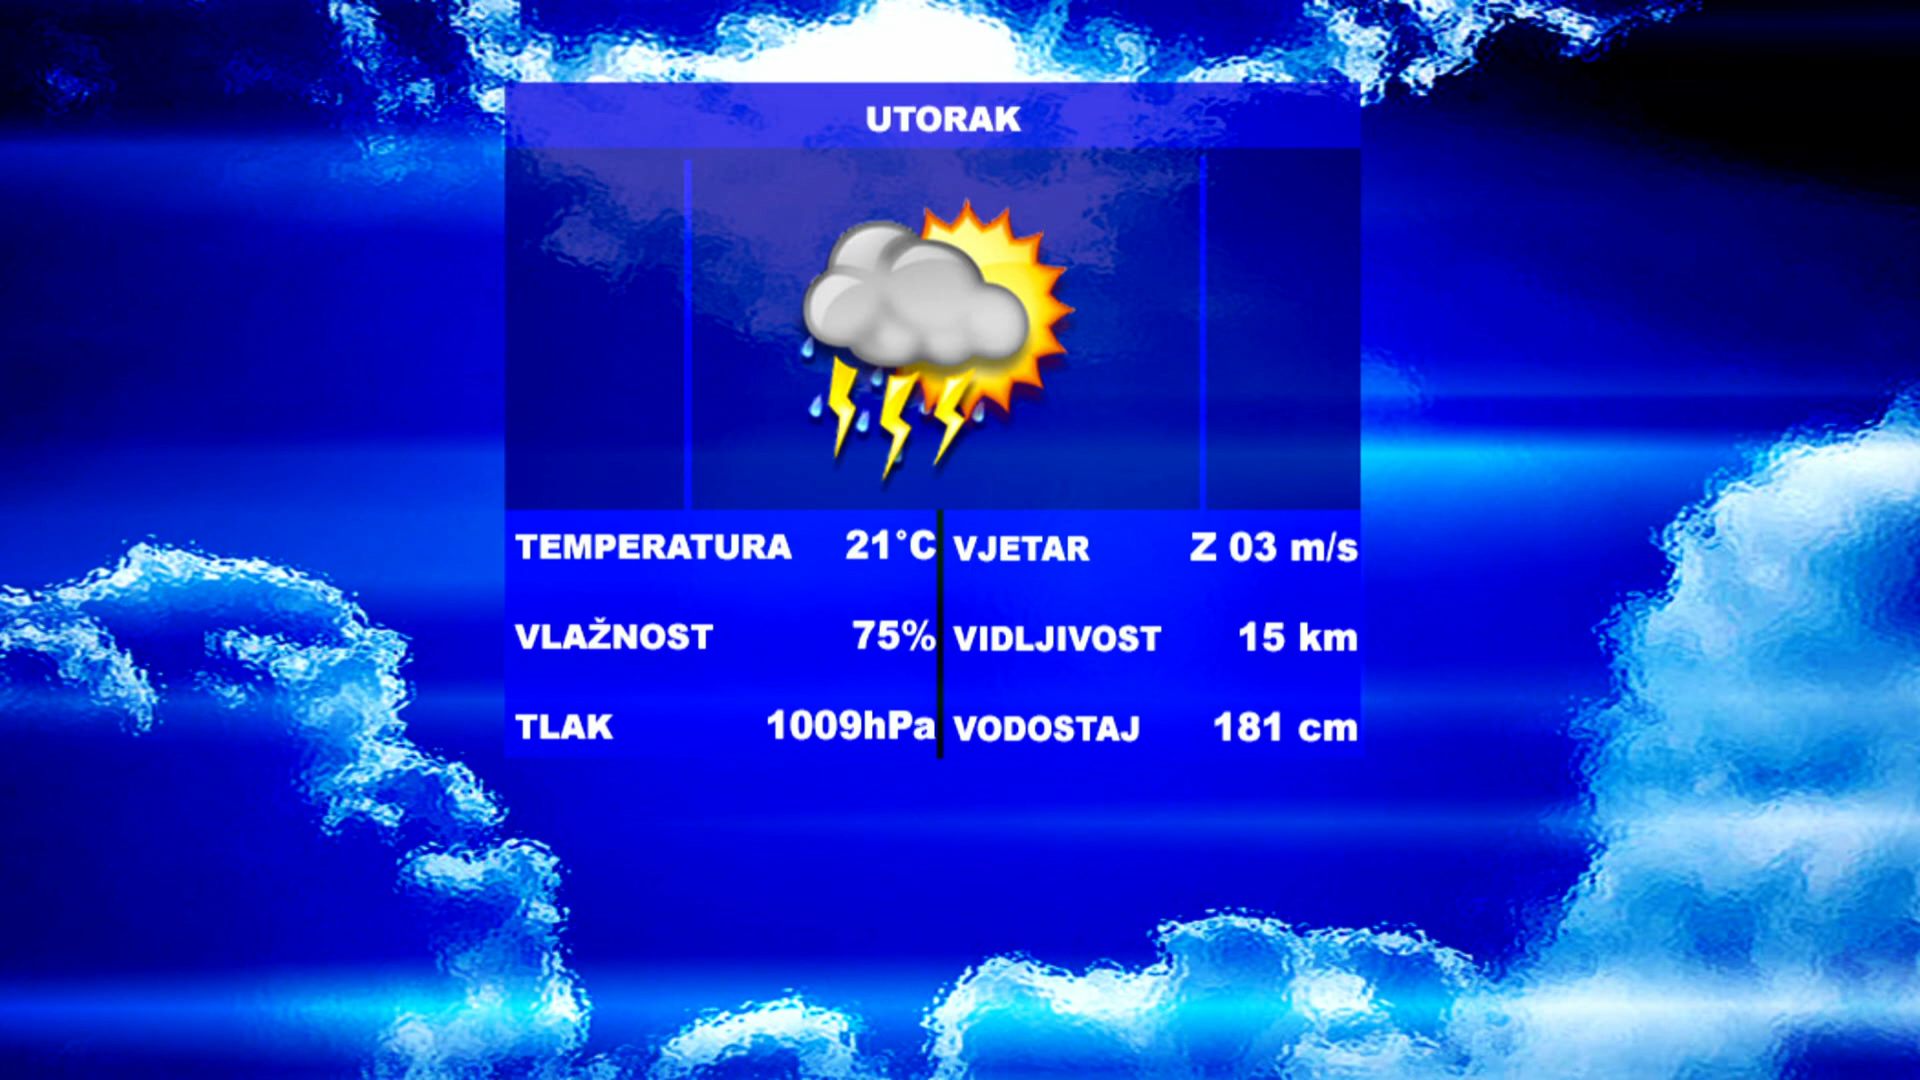 UTORAK
TEMPERATURA 21°C VJETAR Z 03 m/s
VLAŽNOST 75% VIDLJIVOST 15 km
TLAK 1009hPa VODOSTAJ 181 cm